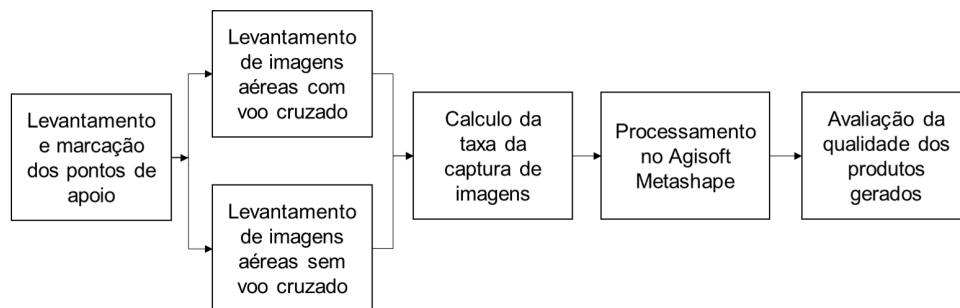 Levantamento
e marcação
dos pontos de
apoio
Levantamento
de imagens
aéreas com
voo cruzado
Levantamento
de imagens
aéreas sem
voo cruzado
Calculo da
taxa da
captura de
imagens
Processamento
no Agisoft
Metashape
Avaliação da
qualidade dos
produtos
gerados